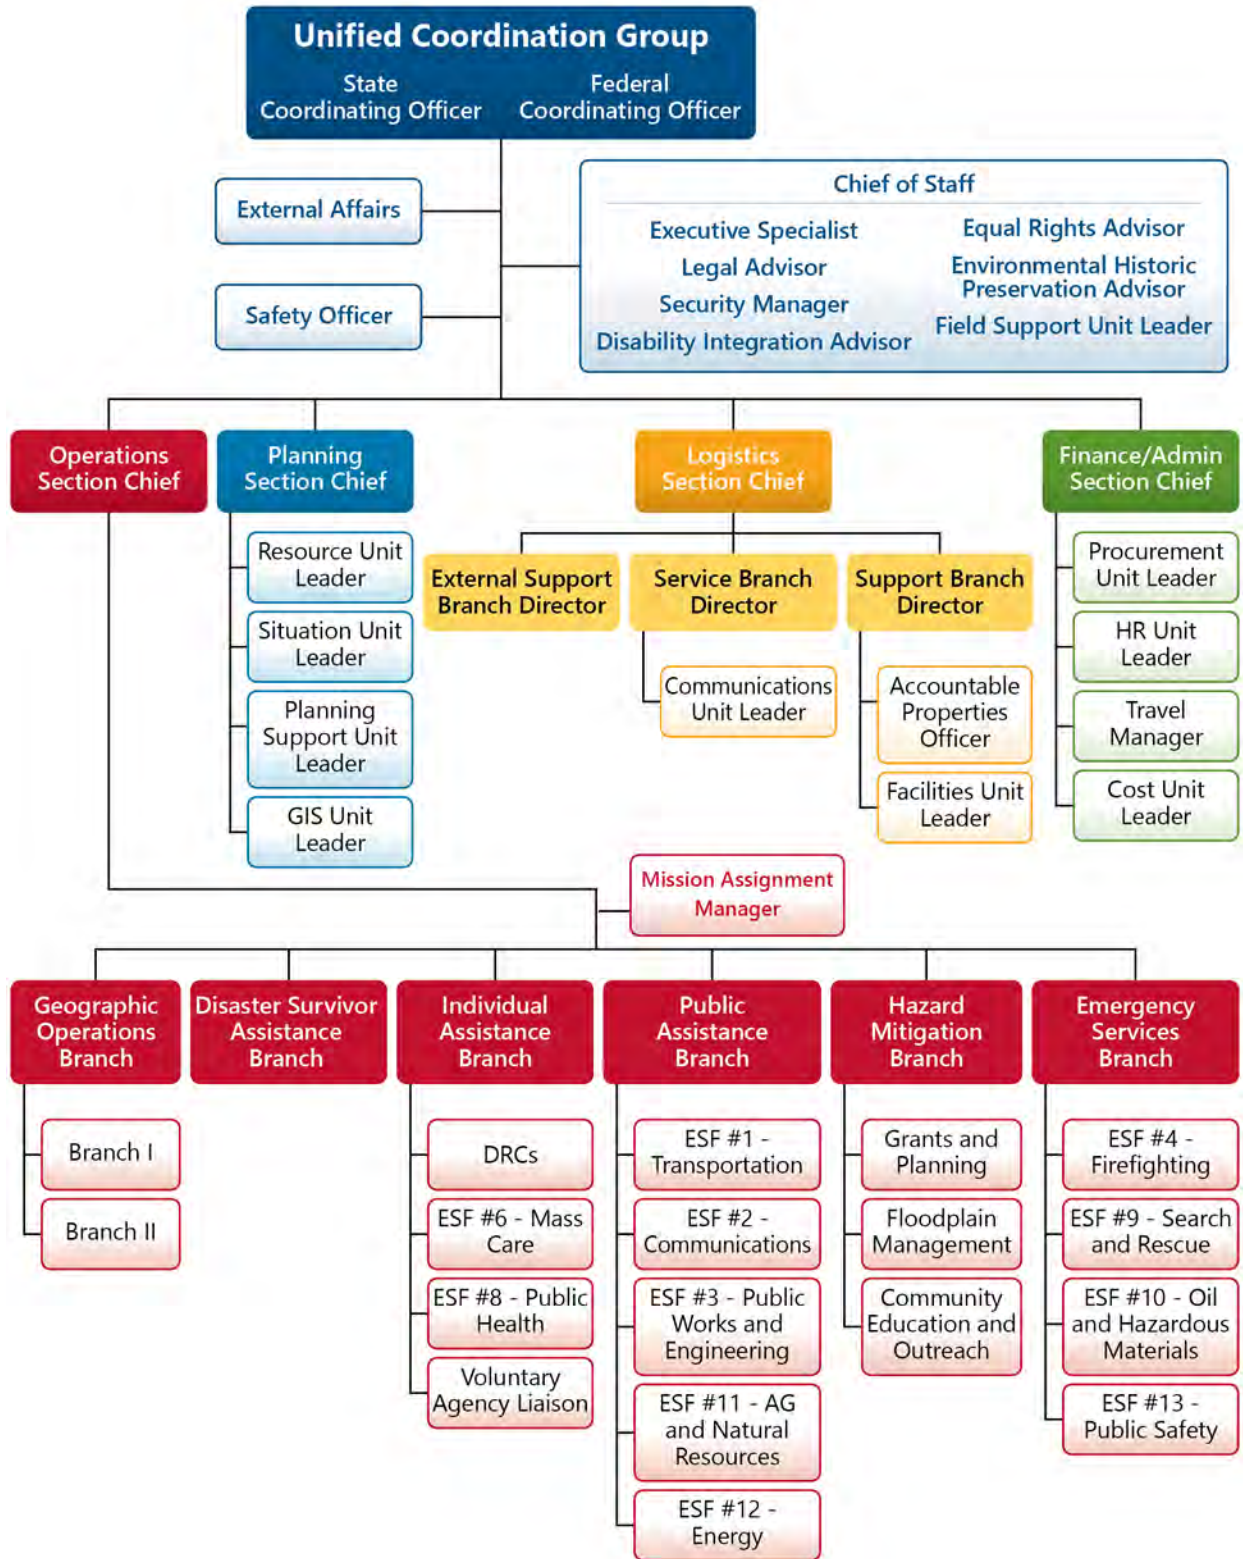 Unified Coordination Group
State
Coordinating Officer
Federal
Coordinating Officer
External Affairs
Safety Officer
Chief of Staff
Executive Specialist
Legal Advisor
Security Manager
Disability Integration Advisor
Equal Rights Advisor
Environmental Historic
Preservation Advisor
Field Support Unit Leader
Operations
Section Chief
Planning
Section Chief
Logistics
Section Chief
Finance/Admin
Section Chief
Resource Unit
Leader
Situation Unit
Leader
Planning
Support Unit
Leader
GIS Unit
Leader
External Support
Branch Director
Service Branch
Director
Support Branch
Director
Communications
Unit Leader
Accountable
Properties
Officer
Facilities Unit
Leader
Procurement
Unit Leader
HR Unit
Leader
Travel
Manager
Cost Unit
Leader
Mission Assignment
Manager
Geographic
Operations
Branch
Disaster Survivor
Assistance
Branch
Individual
Assistance
Branch
Public
Assistance
Branch
Hazard
Mitigation
Branch
Emergency
Services
Branch
Branch I
Branch II
DRCs
ESF #6 - Mass
Care
ESF #8 - Public
Health
Voluntary
Agency Liaison
ESF #1 -
Transportation
ESF #2 -
Communications
ESF #3 - Public
Works and
Engineering
ESF #11 - AG
and Natural
Resources
ESF #12 -
Energy
Grants and
Planning
Floodplain
Management
Community
Education and
Outreach
ESF #4 -
Firefighting
ESF #9 - Search
and Rescue
ESF #10 - Oil
and Hazardous
Materials
ESF #13 -
Public Safety